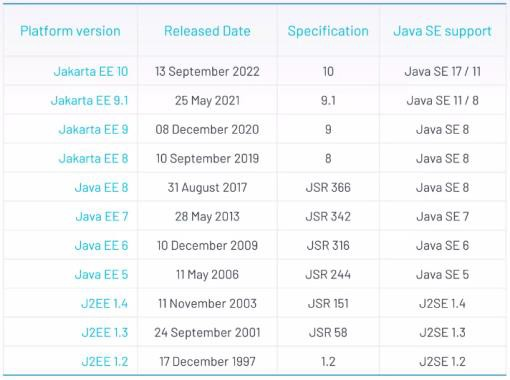 Platform version Released Date Specification Java SE support
Jakarta EE 10 13 September 2022 10 Java SE 17 / 11
Jakarta EE 9.1 25 May 2021 9.1 Java SE 11 / 8
Jakarta EE 9 08 December 2020 9 Java SE 8
Jakarta EE 8 10 September 2019 8 Java SE 8
Java EE 8 31 August 2017 JSR 366 Java SE 8
Java EE 7 28 May 2013 JSR 342 Java SE 7
Java EE 6 10 December 2009 JSR 316 Java SE 6
Java EE 5 11 May 2006 JSR 244 Java SE 5
J2EE 1.4 11 November 2003 JSR 151 J2SE 1.4
J2EE 1.3 24 September 2001 JSR 58 J2SE 1.3
J2EE 1.2 17 December 1997 1.2 J2SE 1.2